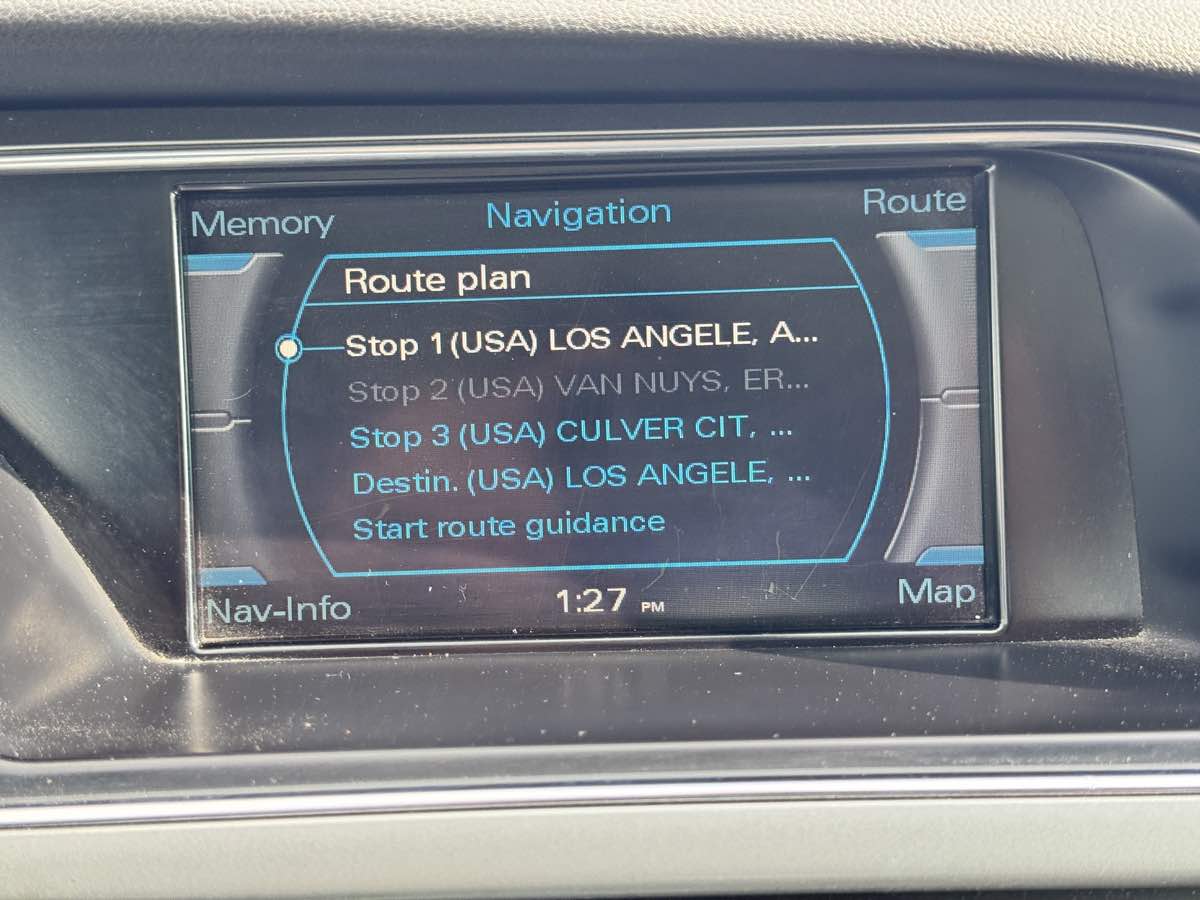 Memory
Navigation
Route
Route plan
Stop 1 (USA) LOS ANGELE, A...
Stop 2 (USA) VAN NUYS, ER...
Stop 3 (USA) CULVER CIT, ...
Destin. (USA) LOS ANGELE, ...
Start route guidance
Nav-Info
1:27 PM
Map